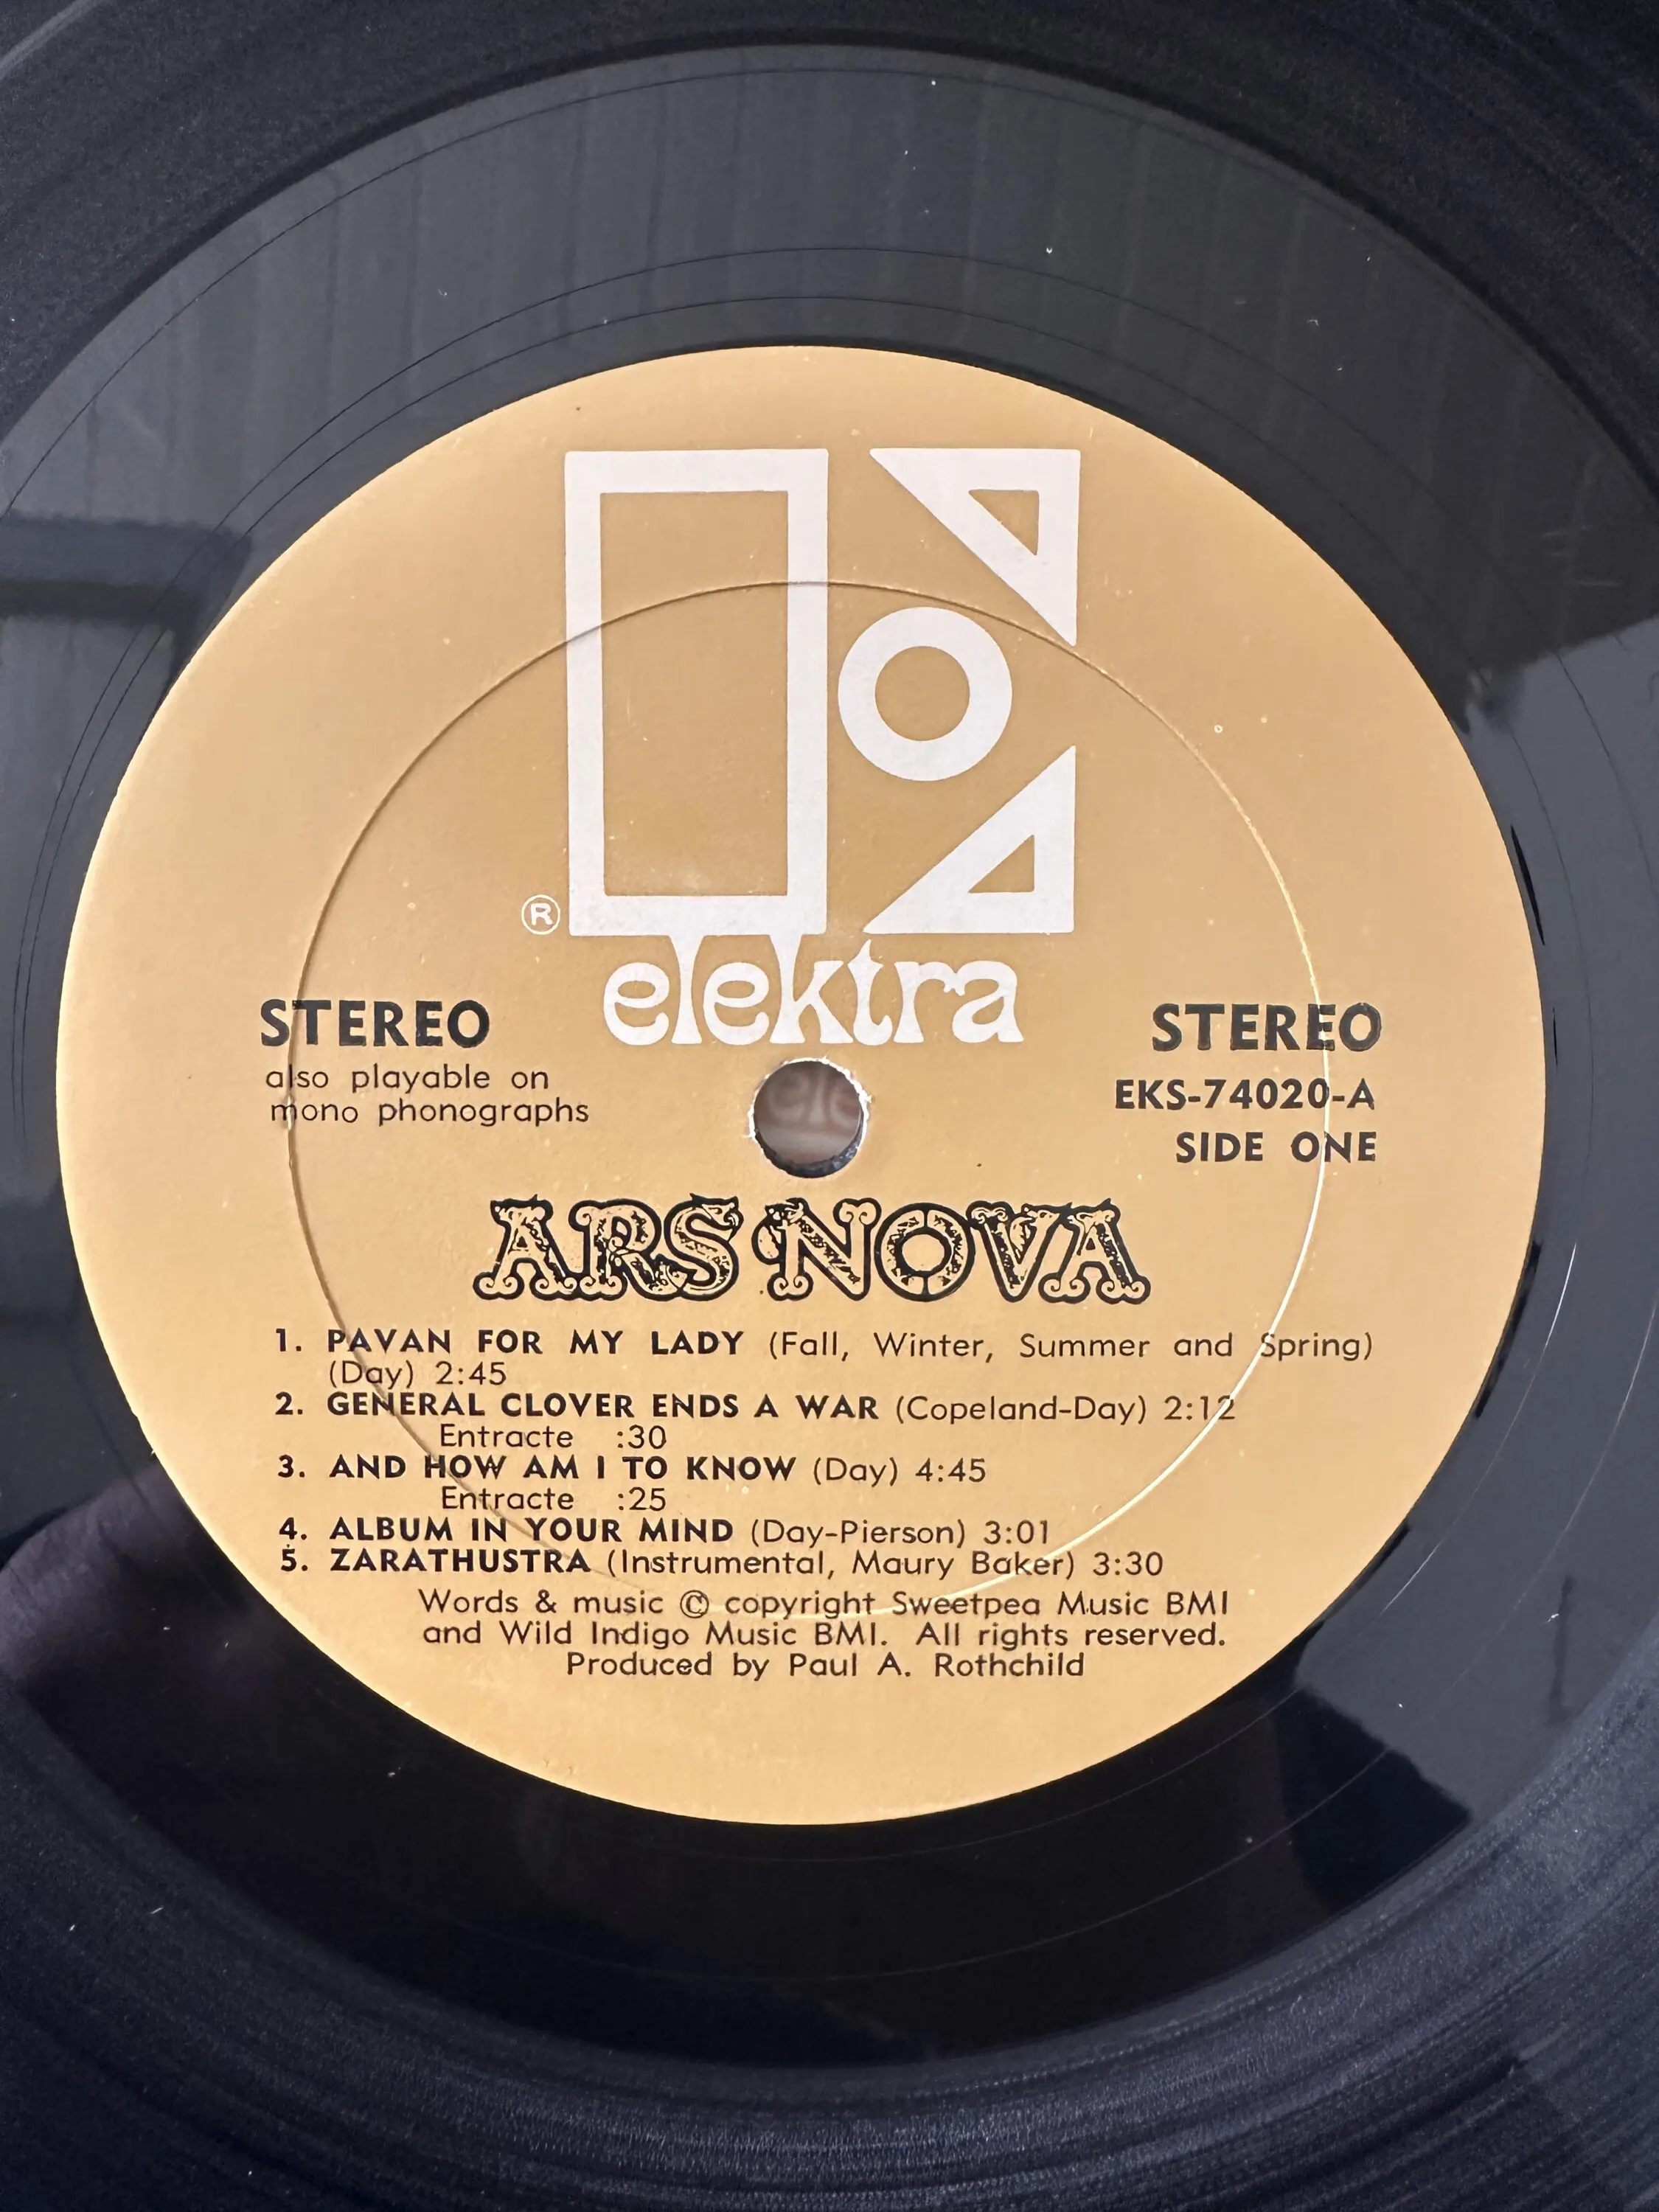 ®
elektra
STEREO
also playable on
mono phonographs
STEREO
EKS-74020-A
SIDE ONE
ARS NOVA
1. PAVAN FOR MY LADY (Fall, Winter, Summer and Spring)
(Day) 2:45
2. GENERAL CLOVER ENDS A WAR (Copeland-Day) 2:12
Entracte :30
3. AND HOW AM I TO KNOW (Day) 4:45
Entracte :25
4. ALBUM IN YOUR MIND (Day-Pierson) 3:01
5. ZARATHUSTRA (Instrumental, Maury Baker) 3:30
Words & music © copyright Sweetpea Music BMI
and Wild Indigo Music BMI. All rights reserved.
Produced by Paul A. Rothchild